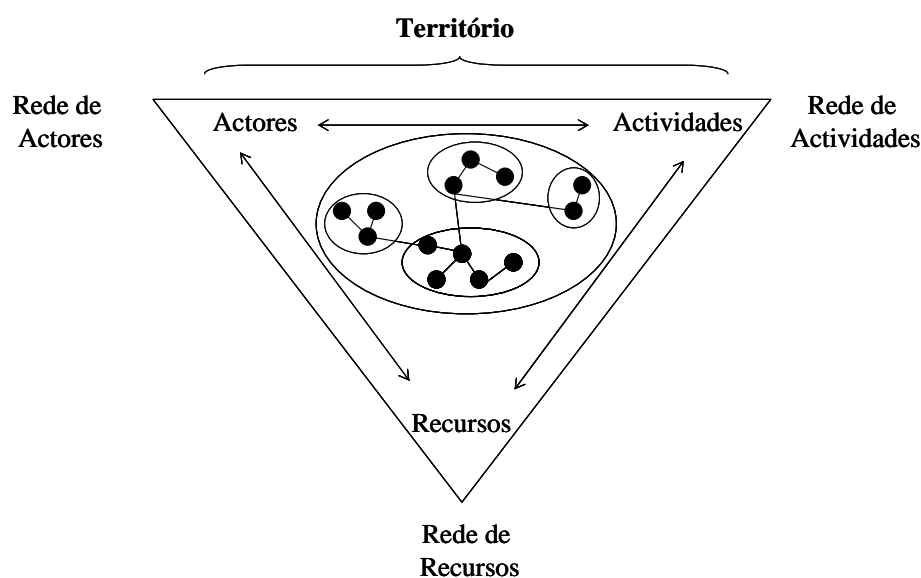 Território
Rede de
Actores
Actores
Actividades
Rede de
Actividades
Recursos
Rede de
Recursos